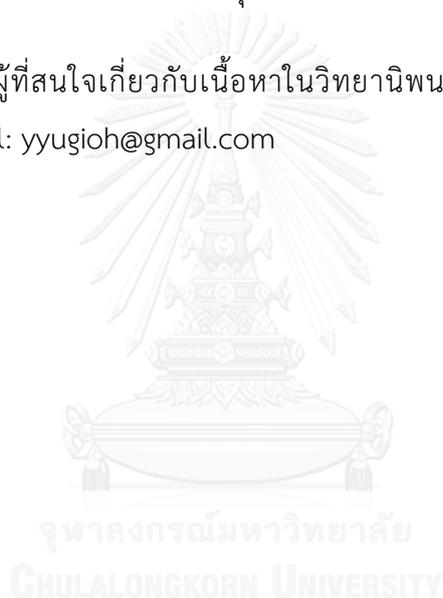 ผู้ที่สนใจเกี่ยวกับเนื้อหาในวิทยานิพน
l: yyugioh@gmail.com
จุฬาลงกรณ์มหาวิทยาลัย
CHULALONGKORN UNIVERSITY